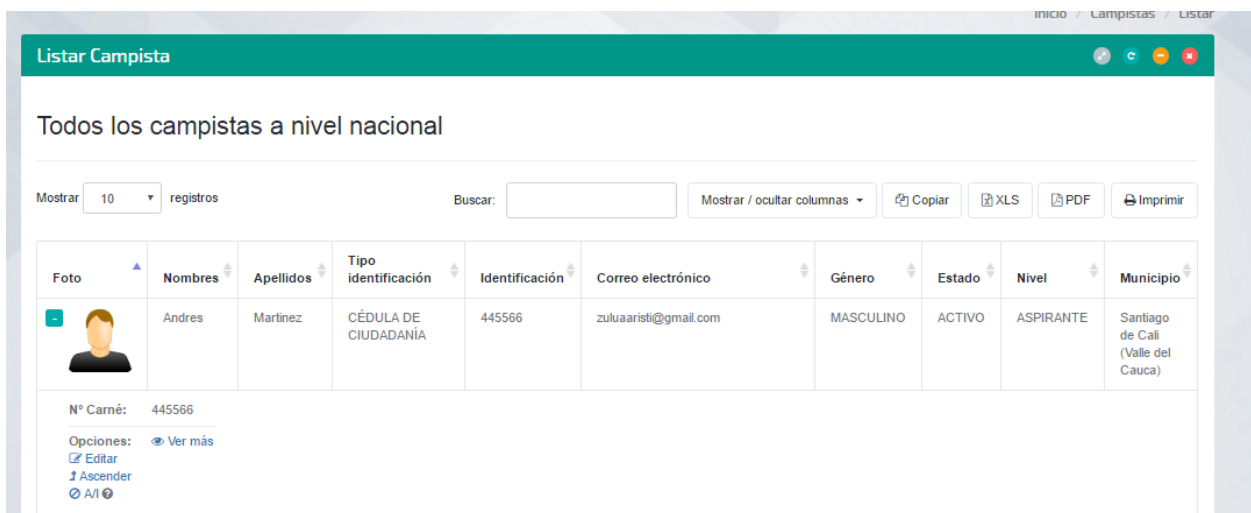 Inicio / Campistas / Listar
Listar Campista
Todos los campistas a nivel nacional
Mostrar 10 registros Buscar: Mostrar / ocultar columnas Copiar XLS PDF Imprimir
Foto Nombres Apellidos Tipo identificación Identificación Correo electrónico Género Estado Nivel Municipio
- Andres Martinez CÉDULA DE CIUDADANÍA 445566 zuluaaristi@gmail.com MASCULINO ACTIVO ASPIRANTE Santiago de Cali (Valle del Cauca)
Nº Carné: 445566
Opciones: Ver más
Editar
Ascender
A/I